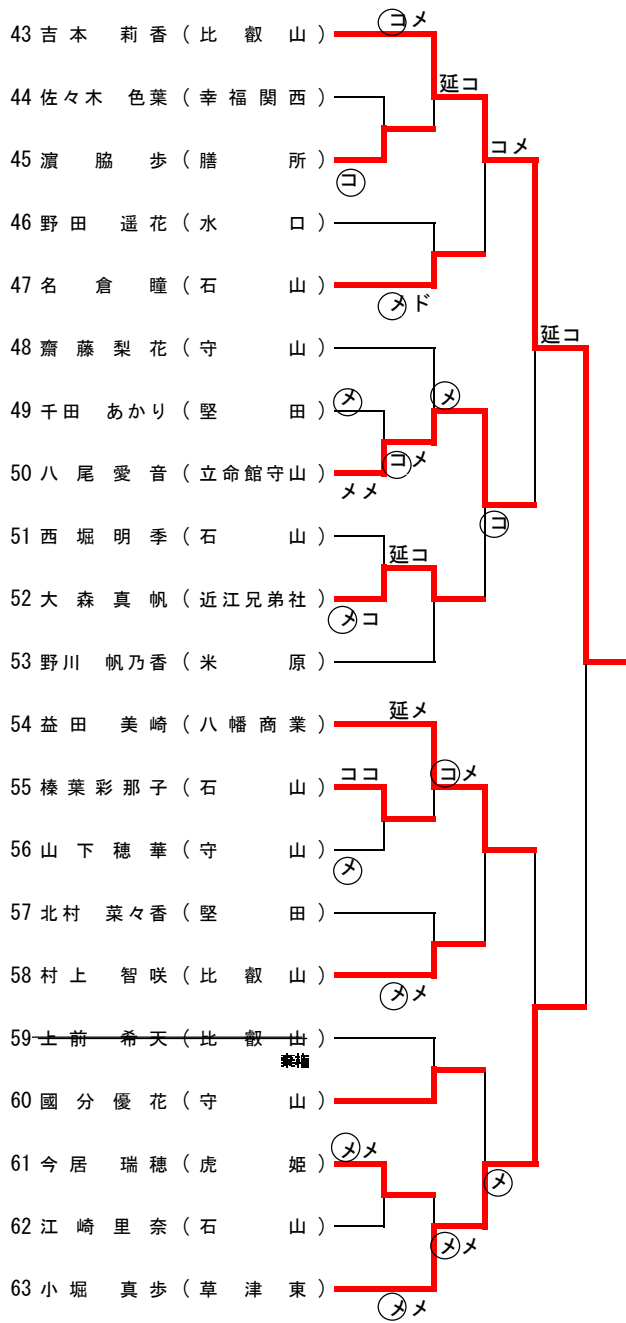 コメ
43 吉本 莉香 (比叡山)
延コ
44 佐々木 色葉 (幸福関西)
コメ
45 濵脇歩 (膳所)
コ
46 野田 遥花 (水口)
47 名倉瞳 (石山)
メド
延コ
48 齋藤梨花 (守山)
メ
メ
49 千田 あかり (堅田)
コメ
50 八尾愛音 (立命館守山)
メメ
コ
51 西堀明季 (石山)
延コ
52 大森真帆 (近江兄弟社)
メコ
53 野川 帆乃香 (米原)
延メ
54 益田 美崎 (八幡商業)
ココ
コメ
55 榛葉彩那子 (石山)
56 山下穂華 (守山)
メ
57 北村 菜々香 (堅田)
58 村上 智咲 (比叡山)
メメ
59 上前 希天 (比叡山)
棄権
60 國分優花 (守山)
メメ
61 今居 瑞穂 (虎姫)
メ
62 江崎里奈 (石山)
メメ
63 小堀 真歩 (草津東)
メメ